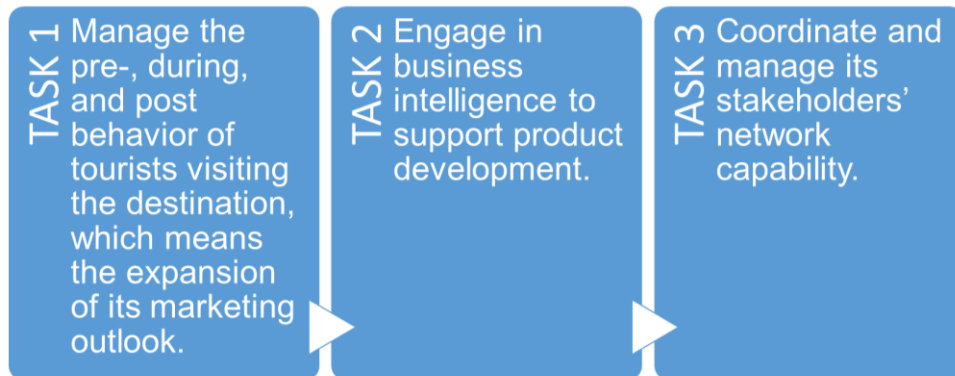 TASK 1
Manage the
pre-, during,
and post
behavior of
tourists visiting
the destination,
which means
the expansion
of its marketing
outlook.
TASK 2
Engage in
business
intelligence to
support product
development.
TASK 3
Coordinate and
manage its
stakeholders’
network
capability.